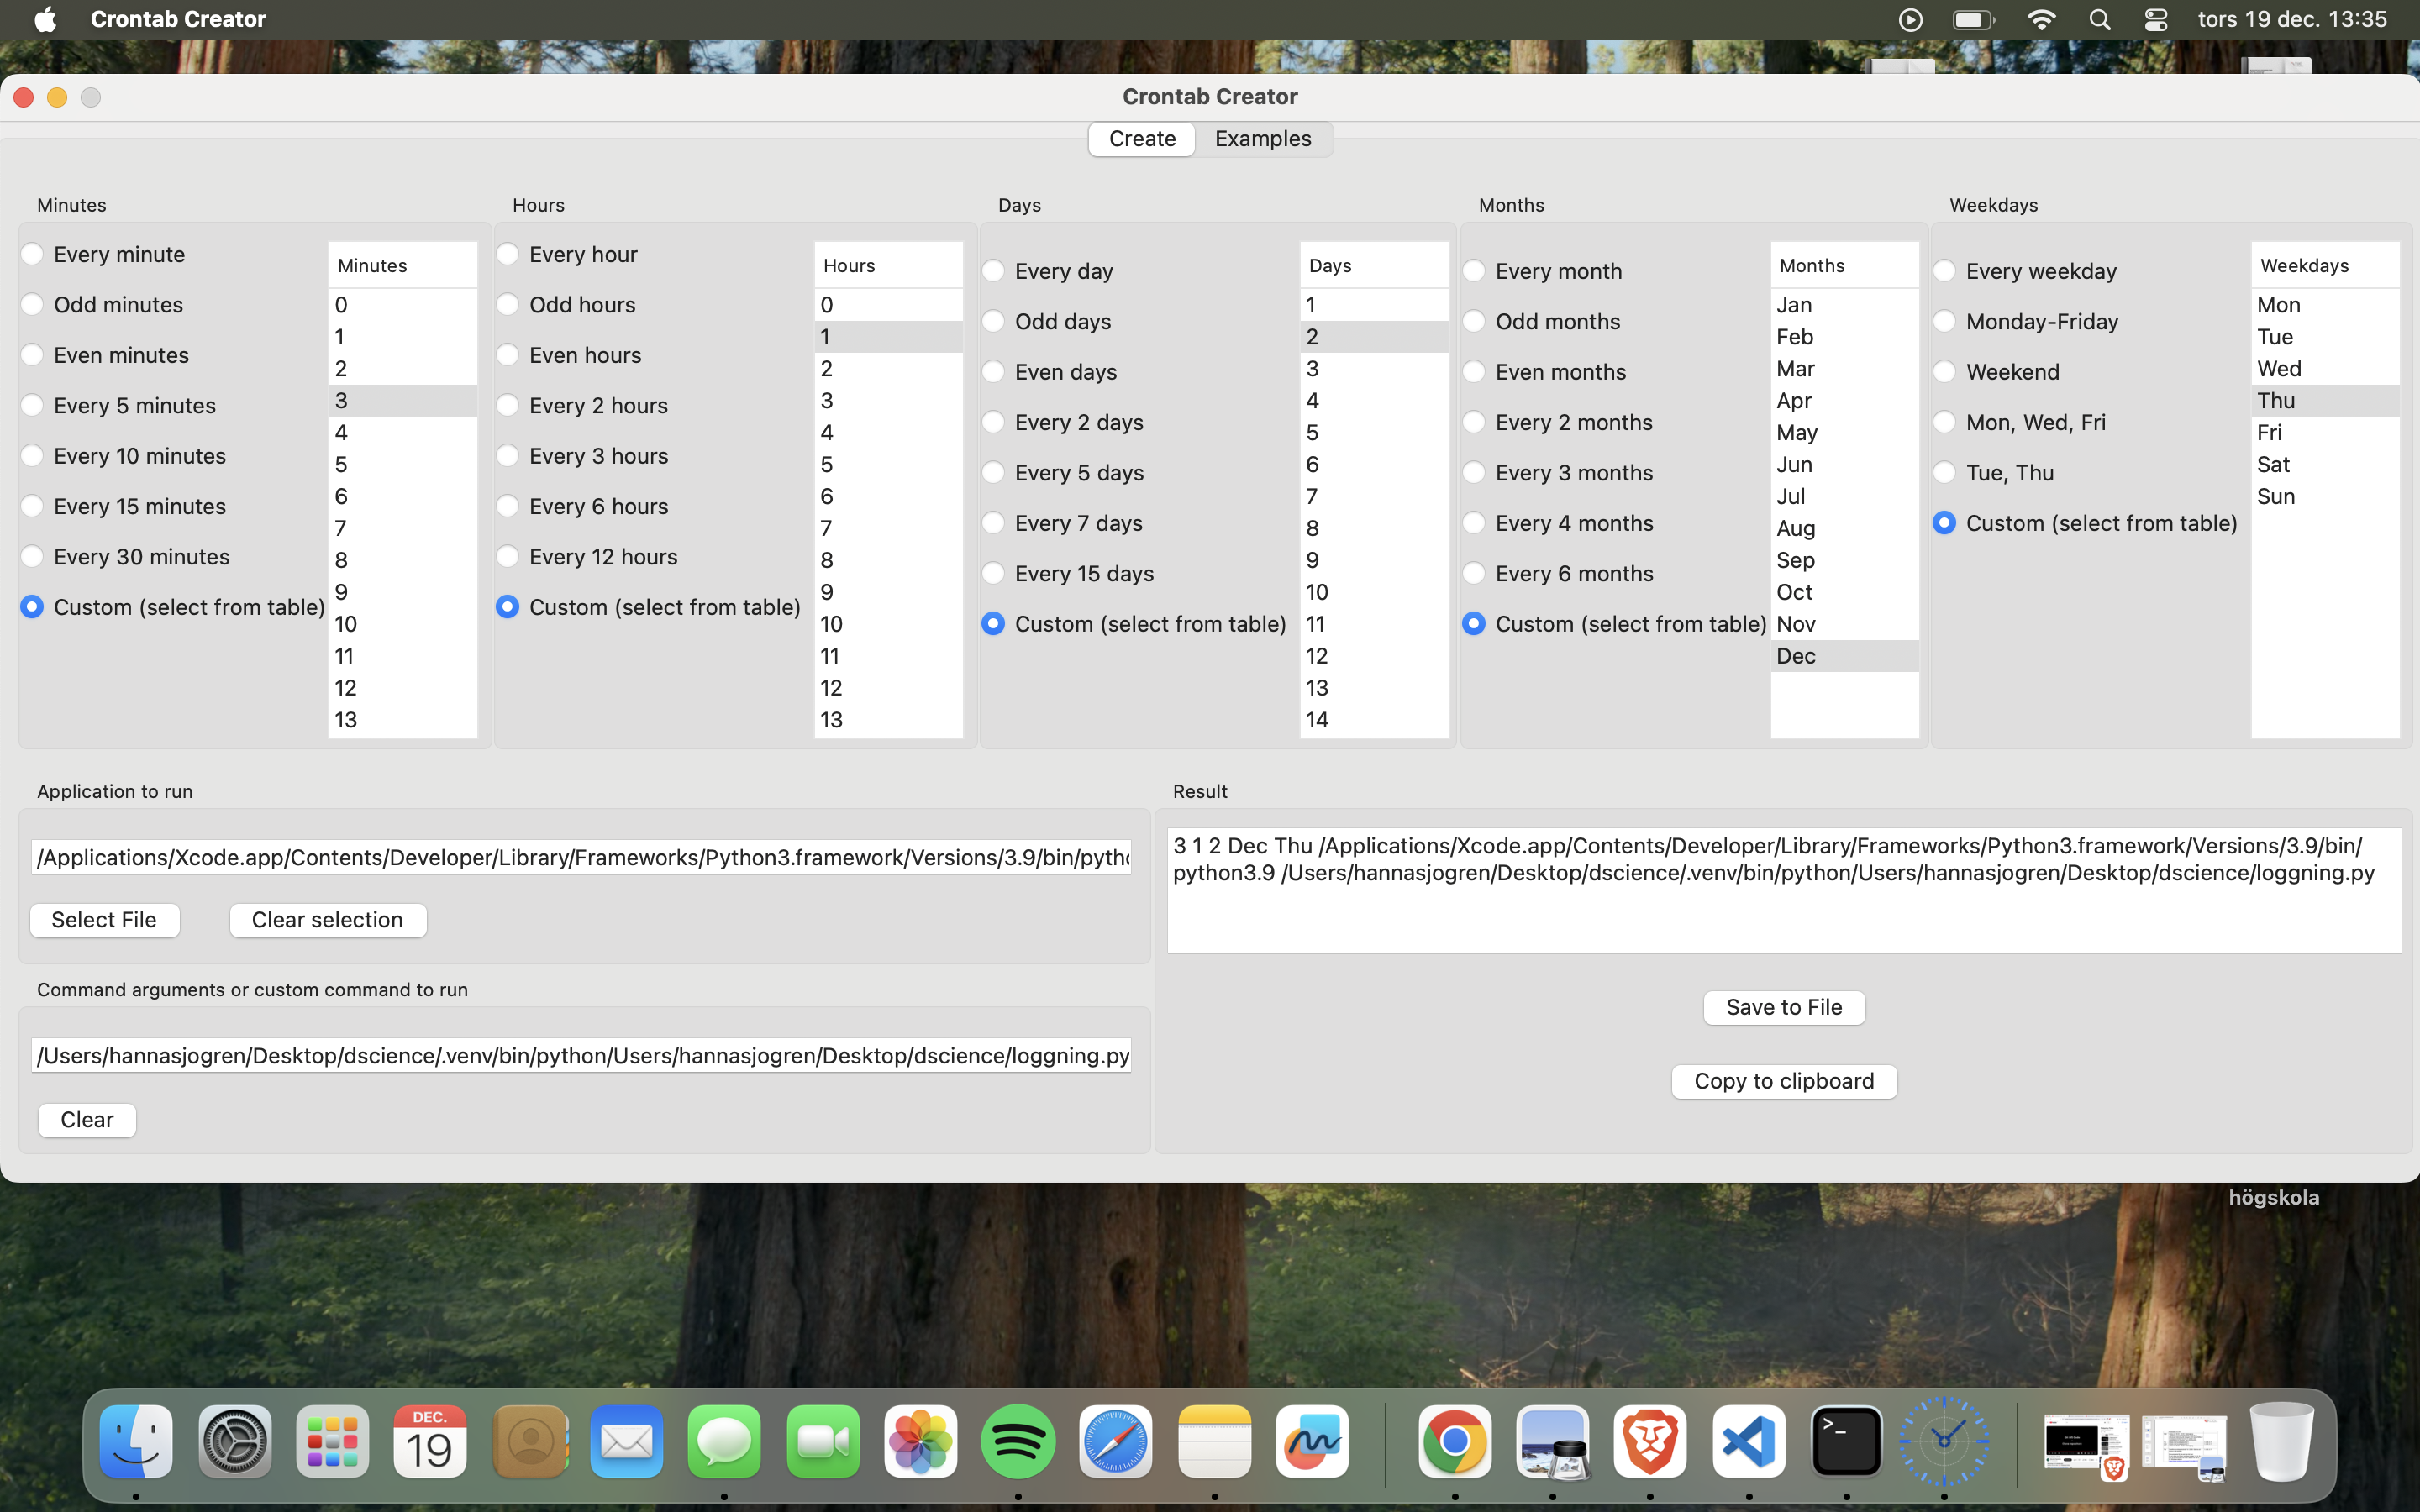 Crontab Creator
tors 19 dec. 13:35
Crontab Creator
Create
Examples
Minutes
Every minute
Odd minutes
Even minutes
Every 5 minutes
Every 10 minutes
Every 15 minutes
Every 30 minutes
Custom (select from table)
Minutes
0
1
2
3
4
5
6
7
8
9
10
11
12
13
Hours
Every hour
Odd hours
Even hours
Every 2 hours
Every 3 hours
Every 6 hours
Every 12 hours
Custom (select from table)
Hours
0
1
2
3
4
5
6
7
8
9
10
11
12
13
Days
Every day
Odd days
Even days
Every 2 days
Every 5 days
Every 7 days
Every 15 days
Custom (select from table)
Days
1
2
3
4
5
6
7
8
9
10
11
12
13
14
Months
Every month
Odd months
Even months
Every 2 months
Every 3 months
Every 4 months
Every 6 months
Custom (select from table)
Months
Jan
Feb
Mar
Apr
May
Jun
Jul
Aug
Sep
Oct
Nov
Dec
Weekdays
Every weekday
Monday-Friday
Weekend
Mon, Wed, Fri
Tue, Thu
Custom (select from table)
Weekdays
Mon
Tue
Wed
Thu
Fri
Sat
Sun
Application to run
/Applications/Xcode.app/Contents/Developer/Library/Frameworks/Python3.framework/Versions/3.9/bin/pytho
Select File
Clear selection
Command arguments or custom command to run
/Users/hannasjogren/Desktop/dscience/.venv/bin/python/Users/hannasjogren/Desktop/dscience/loggning.py
Clear
Result
3 1 2 Dec Thu /Applications/Xcode.app/Contents/Developer/Library/Frameworks/Python3.framework/Versions/3.9/bin/
python3.9 /Users/hannasjogren/Desktop/dscience/.venv/bin/python/Users/hannasjogren/Desktop/dscience/loggning.py
Save to File
Copy to clipboard
högskola
DEC.
19